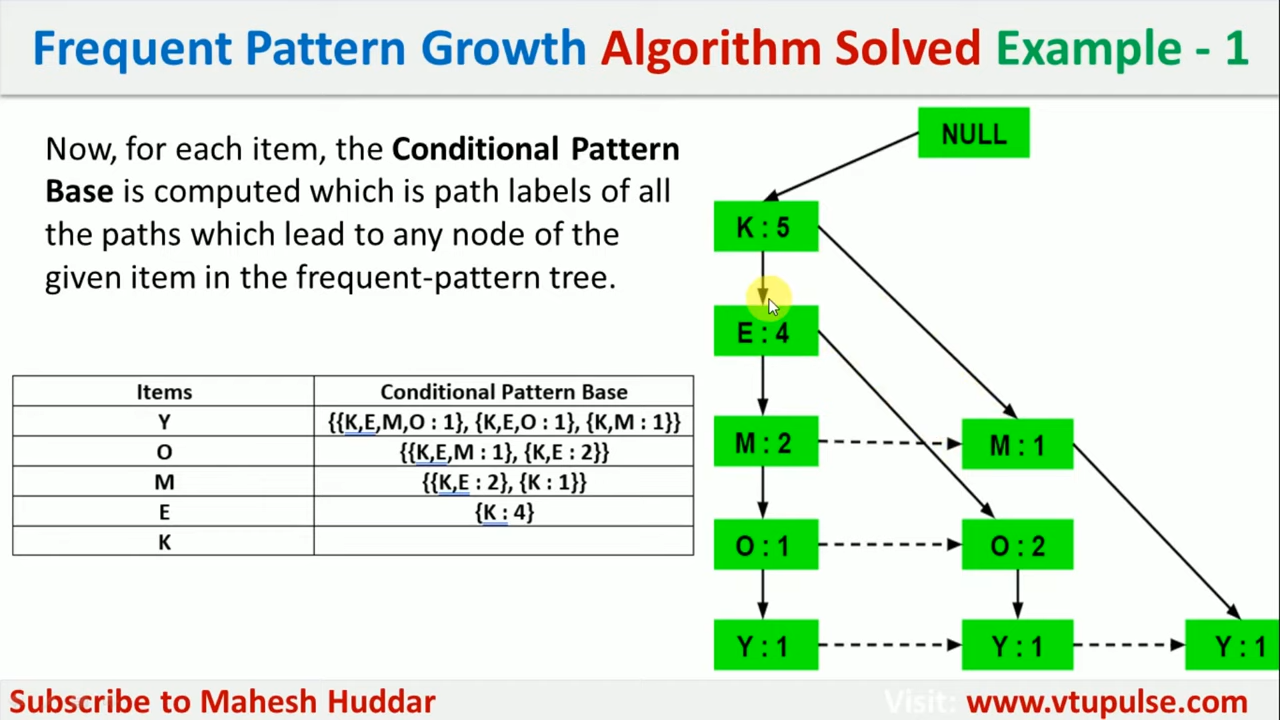 Frequent Pattern Growth Algorithm Solved Example - 1
Now, for each item, the Conditional Pattern
Base is computed which is path labels of all
the paths which lead to any node of the
given item in the frequent-pattern tree.
Items Conditional Pattern Base
Y {{K,E,M,O : 1}, {K,E,O : 1}, {K,M : 1}}
O {{K,E,M : 1}, {K,E : 2}}
M {{K,E : 2}, {K : 1}}
E {K : 4}
K
NULL
K : 5
E : 4
M : 2
M : 1
O : 1
O : 2
Y : 1
Y : 1
Y : 1
Subscribe to Mahesh Huddar
Visit: www.vtupulse.com